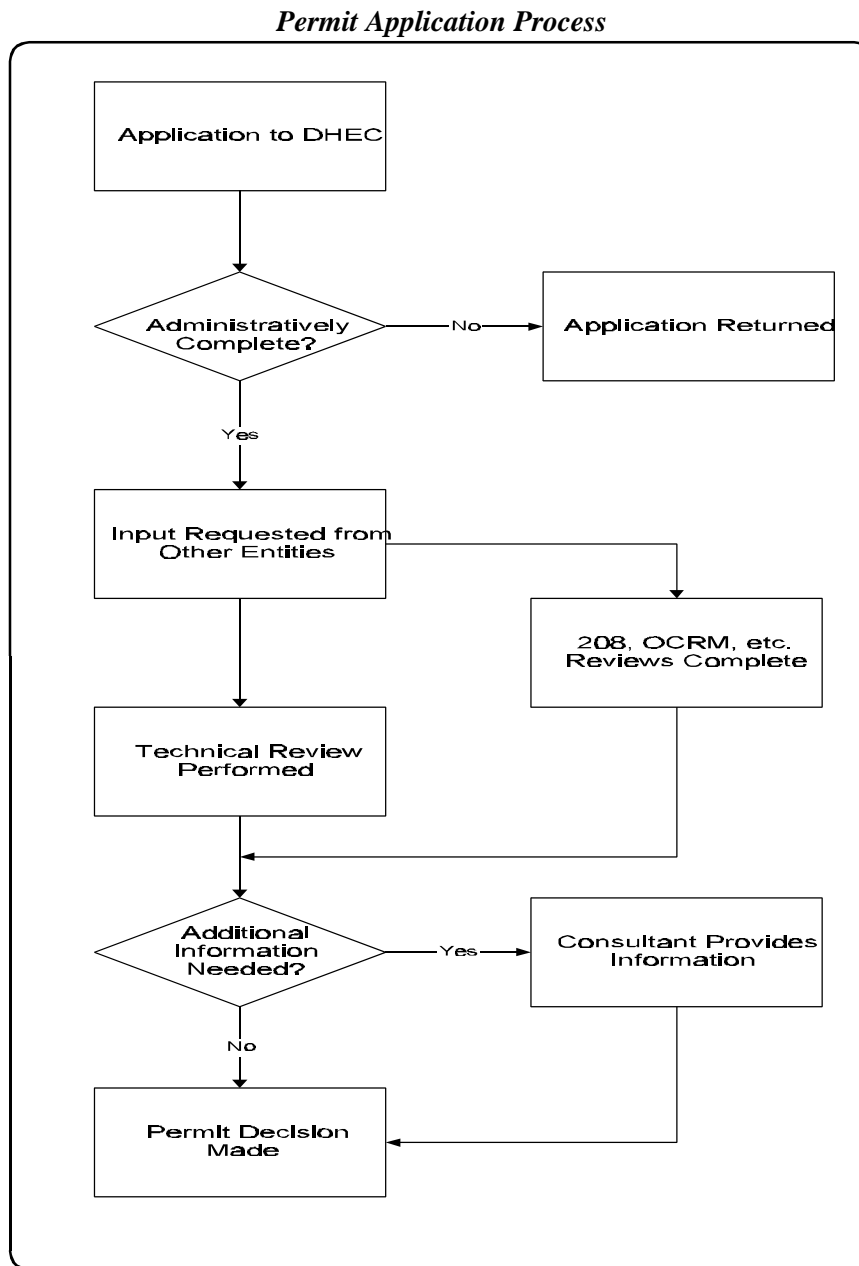 Permit Application Process
Application to DHEC
Administratively
Complete?
No
Application Returned
Yes
Input Requested from
Other Entities
208, OCRM, etc.
Reviews Complete
Technical Review
Performed
Additional
Information
Needed?
Yes
Consultant Provides
Information
No
Permit Decision
Made